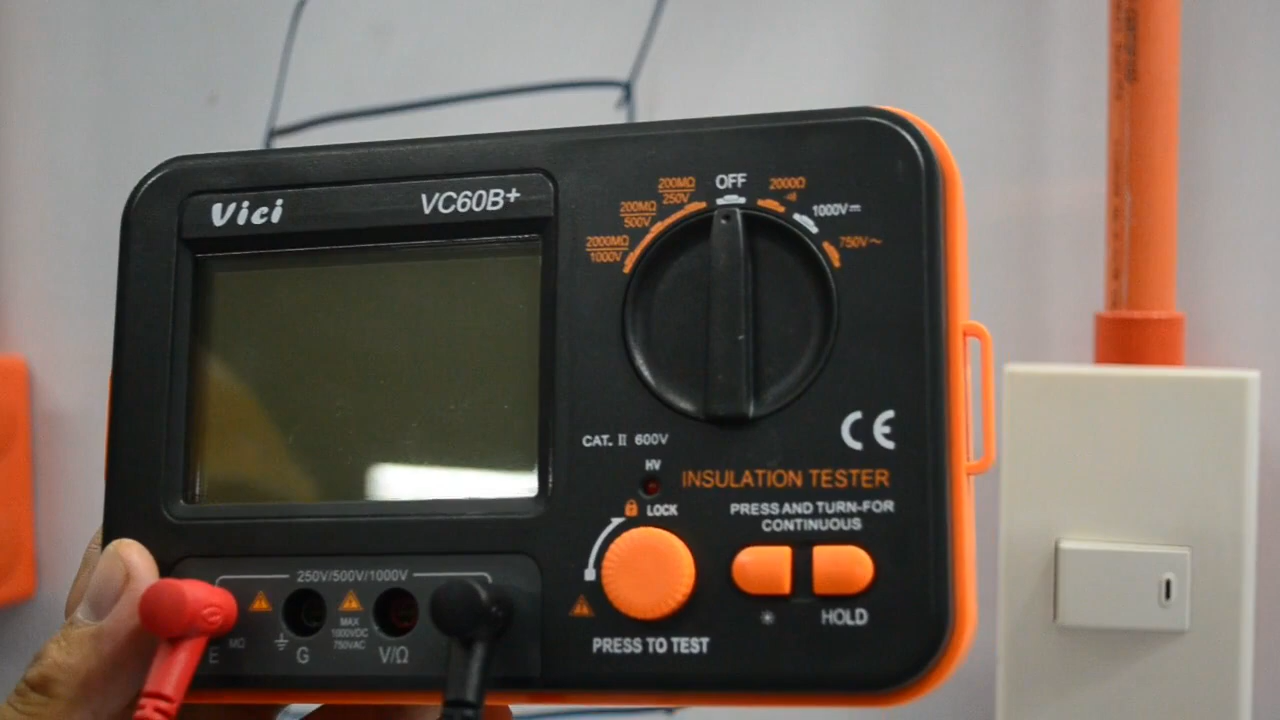 Vici
VC60B+
OFF
200MΩ
250V
200MΩ
500V
2000MΩ
1000V
2000Ω
1000V⎓
750V~
CAT. II 600V
CE
HV
INSULATION TESTER
LOCK
PRESS AND TURN-FOR
CONTINUOUS
HOLD
PRESS TO TEST
250V/500V/1000V
MAX
1000VDC
750VAC
MΩ
E
G
V/Ω